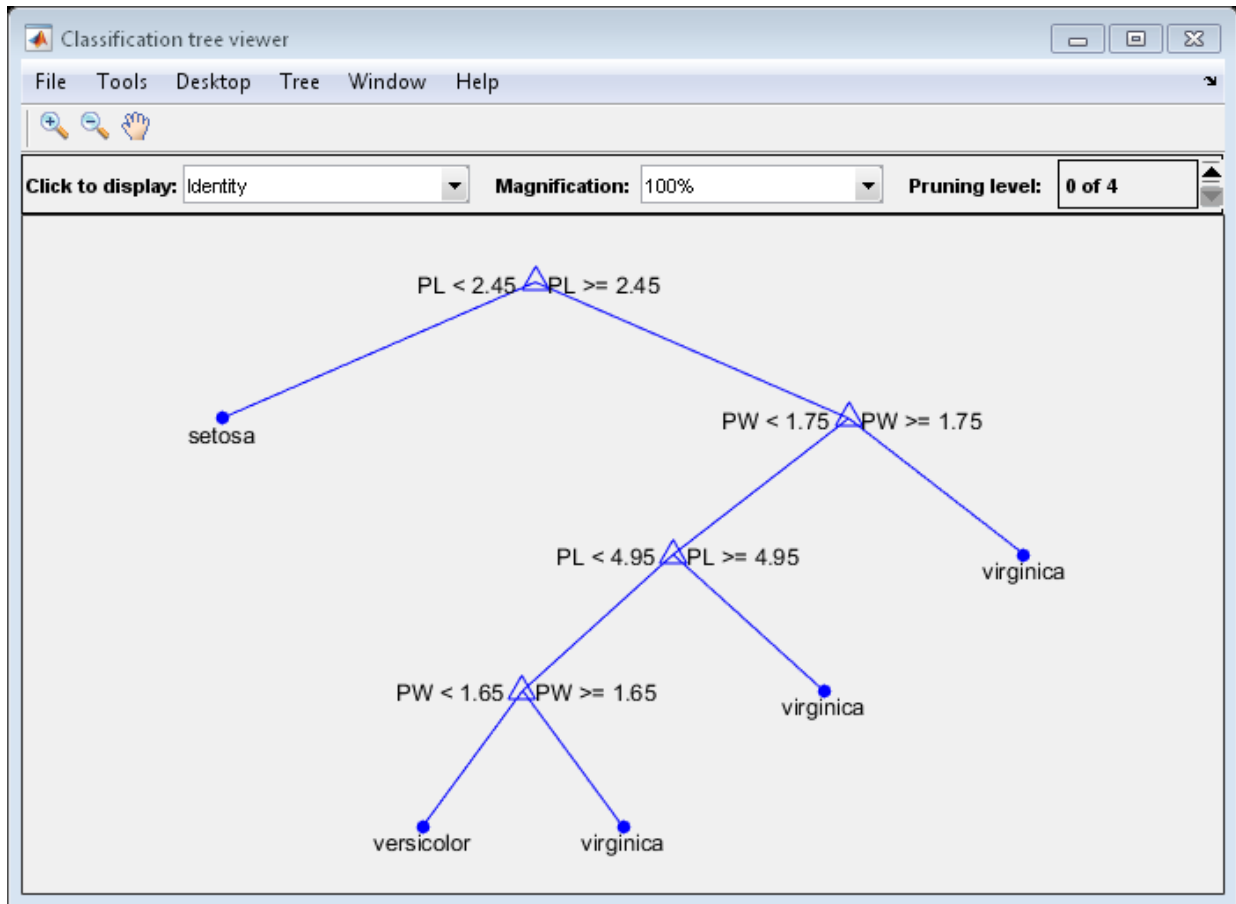 Classification tree viewer
File Tools Desktop Tree Window Help
Click to display: Identity Magnification: 100% Pruning level: 0 of 4
PL < 2.45 PL >= 2.45
setosa
PW < 1.75 PW >= 1.75
PL < 4.95 PL >= 4.95
virginica
PW < 1.65 PW >= 1.65
virginica
versicolor virginica